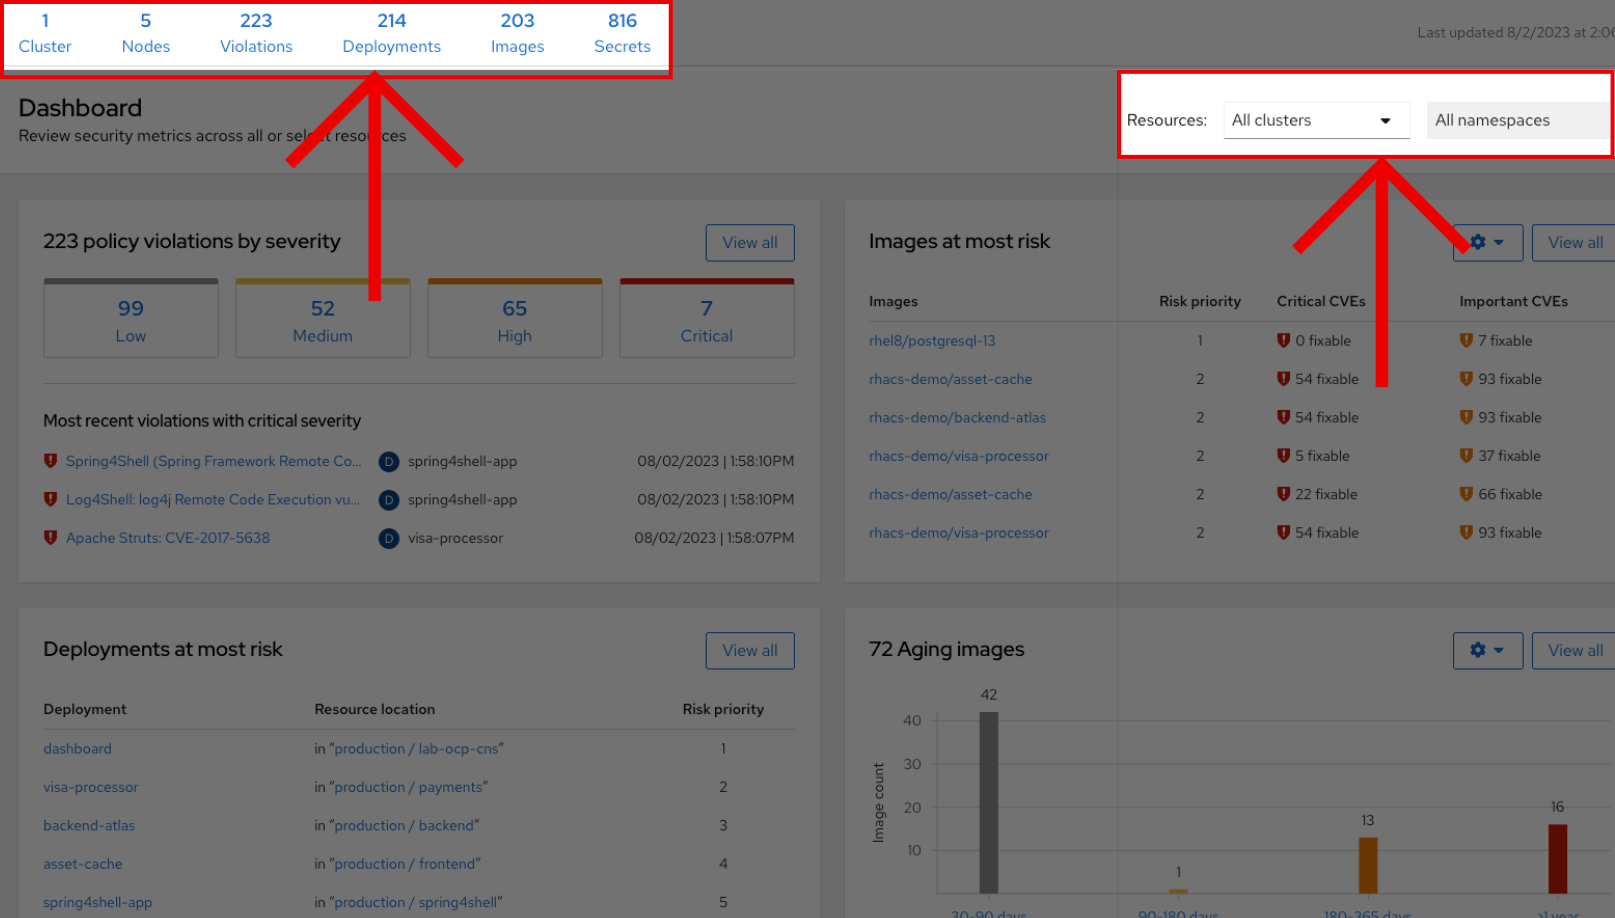 1 5 223 214 203 816
Cluster Nodes Violations Deployments Images Secrets
Last updated 8/2/2023 at 2:06
Dashboard
Review security metrics across all or select resources
Resources: All clusters All namespaces
223 policy violations by severity View all
99 52 65 7
Low Medium High Critical
Most recent violations with critical severity
Spring4Shell (Spring Framework Remote Co... D spring4shell-app 08/02/2023 | 1:58:10PM
Log4Shell: log4j Remote Code Execution vu... D spring4shell-app 08/02/2023 | 1:58:10PM
Apache Struts: CVE-2017-5638 D visa-processor 08/02/2023 | 1:58:07PM
Images at most risk View all
Images Risk priority Critical CVEs Important CVEs
rhel8/postgresql-13 1 0 fixable 7 fixable
rhacs-demo/asset-cache 2 54 fixable 93 fixable
rhacs-demo/backend-atlas 2 54 fixable 93 fixable
rhacs-demo/visa-processor 2 5 fixable 37 fixable
rhacs-demo/asset-cache 2 22 fixable 66 fixable
rhacs-demo/visa-processor 2 54 fixable 93 fixable
Deployments at most risk View all
Deployment Resource location Risk priority
dashboard in “production / lab-ocp-cns” 1
visa-processor in “production / payments” 2
backend-atlas in “production / backend” 3
asset-cache in “production / frontend” 4
spring4shell-app in “production / spring4shell” 5
72 Aging images View all
Image count
40
30
20
10
42
1
13
16
30-90 days 90-180 days 180-365 days >1 year